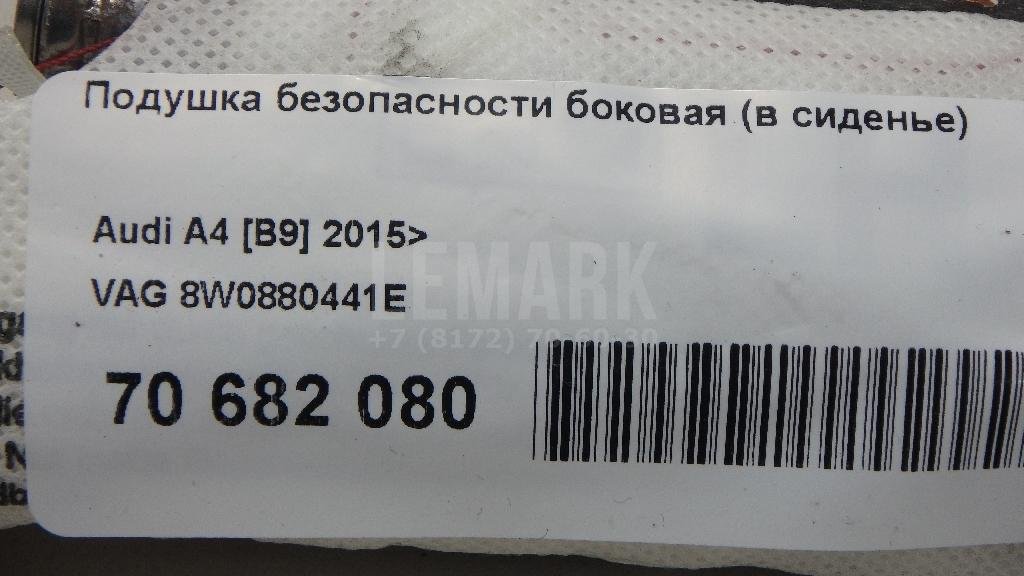 Подушка безопасности боковая (в сиденье)
Audi A4 [B9] 2015>
VAG 8W0880441E
LEMARK
+7 (8172) 70-60-30
70 682 080